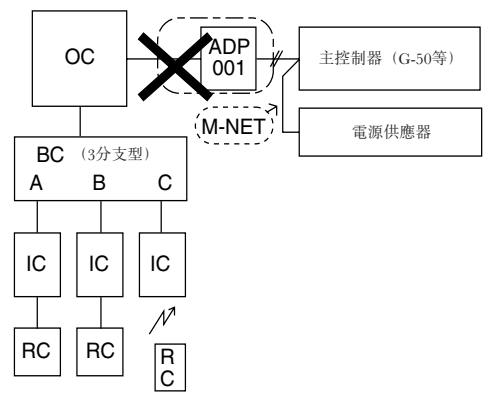 OC
ADP
001
主控制器（G-50等）
M-NET
電源供應器
BC（3分支型）
A B C
IC IC IC
RC RC
R
C